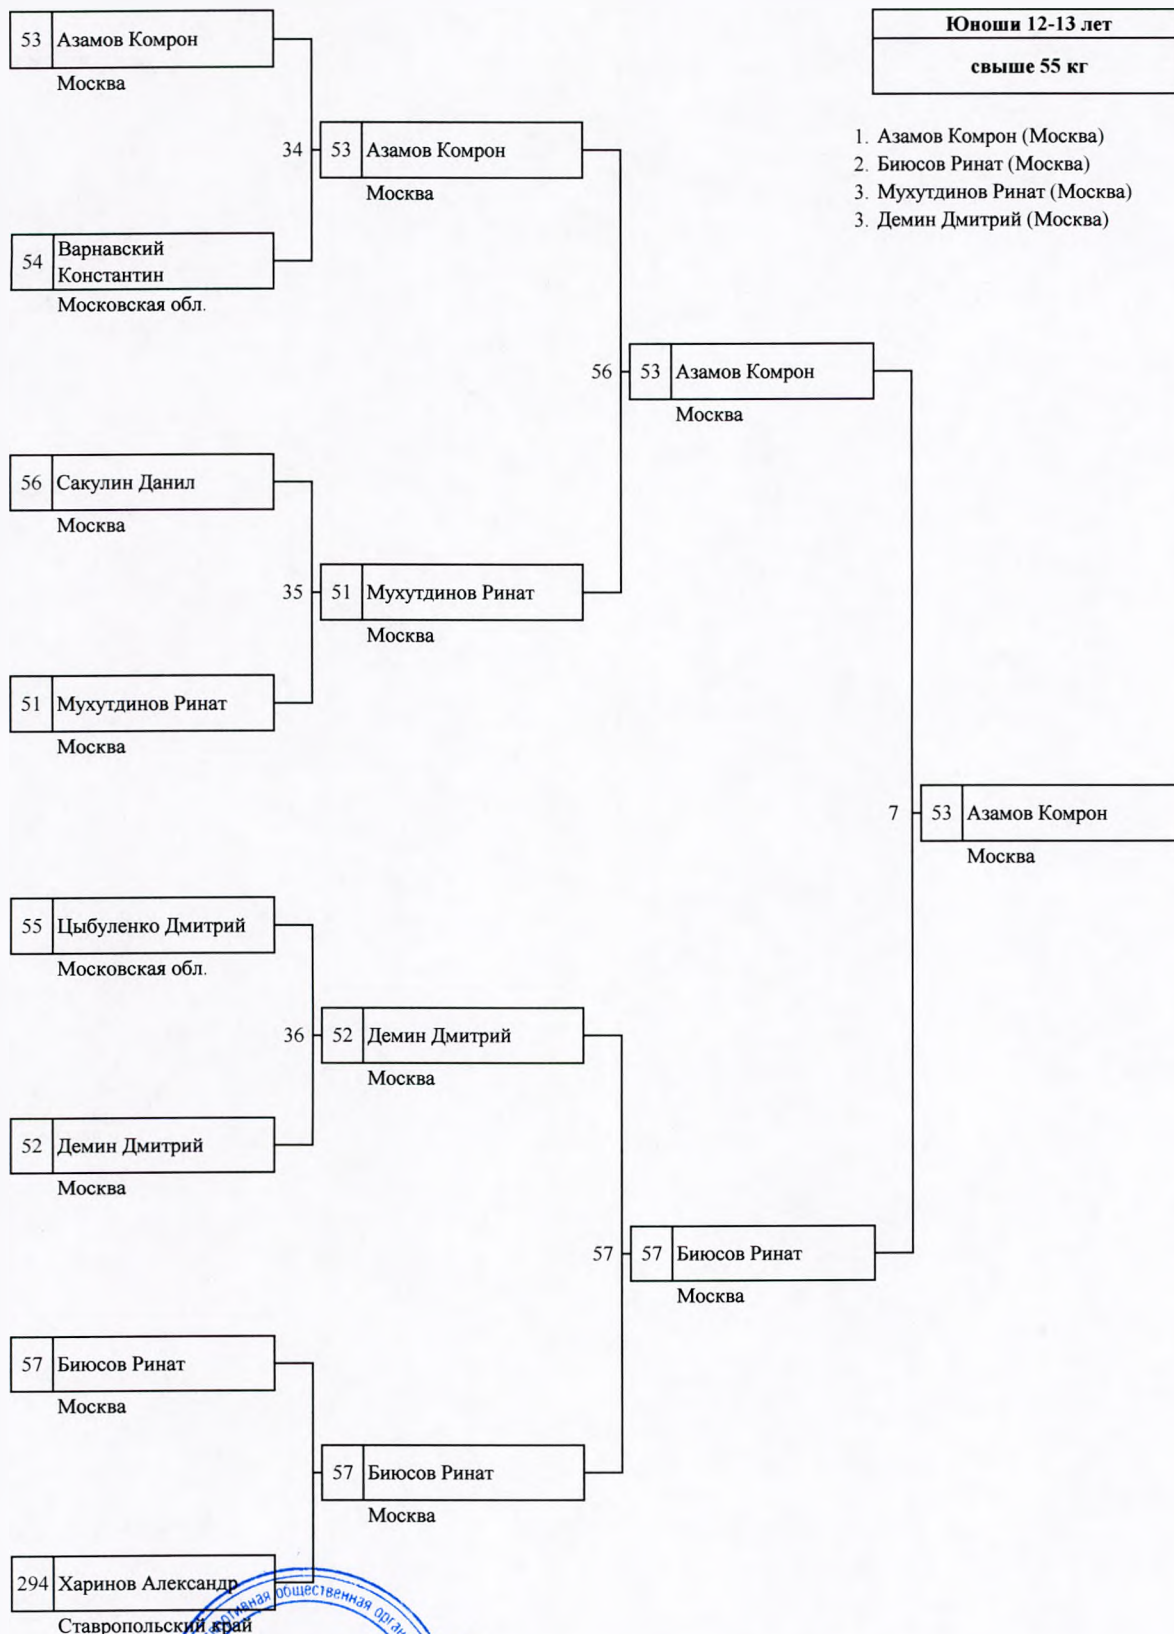 Юноши 12-13 лет
свыше 55 кг
1. Азамов Комрон (Москва)
2. Биюсов Ринат (Москва)
3. Мухутдинов Ринат (Москва)
3. Демин Дмитрий (Москва)
53 Азамов Комрон
Москва
34 53 Азамов Комрон
Москва
54 Варнавский
Константин
Московская обл.
56 53 Азамов Комрон
Москва
56 Сакулин Данил
Москва
35 51 Мухутдинов Ринат
Москва
51 Мухутдинов Ринат
Москва
7 53 Азамов Комрон
Москва
55 Цыбуленко Дмитрий
Московская обл.
36 52 Демин Дмитрий
Москва
52 Демин Дмитрий
Москва
57 57 Биюсов Ринат
Москва
57 Биюсов Ринат
Москва
57 Биюсов Ринат
Москва
294 Харинов Александр
Ставропольский край
общественная